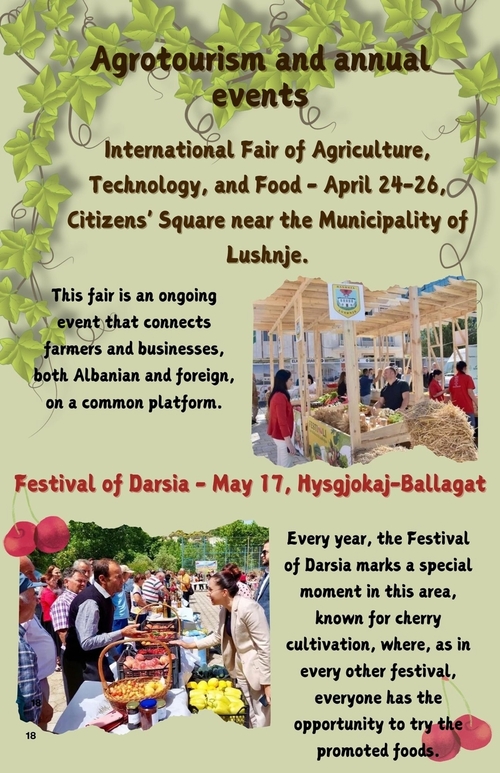 Agrotourism and annual
events
International Fair of Agriculture,
Technology, and Food - April 24-26,
Citizens' Square near the Municipality of
Lushnje.
This fair is an ongoing
event that connects
farmers and businesses,
both Albanian and foreign,
on a common platform.
Festival of Darsia - May 17, Hysgjokaj-Ballagat
Every year, the Festival
of Darsia marks a special
moment in this area,
known for cherry
cultivation, where, as in
every other festival,
everyone has the
opportunity to try the
promoted foods.
18
18